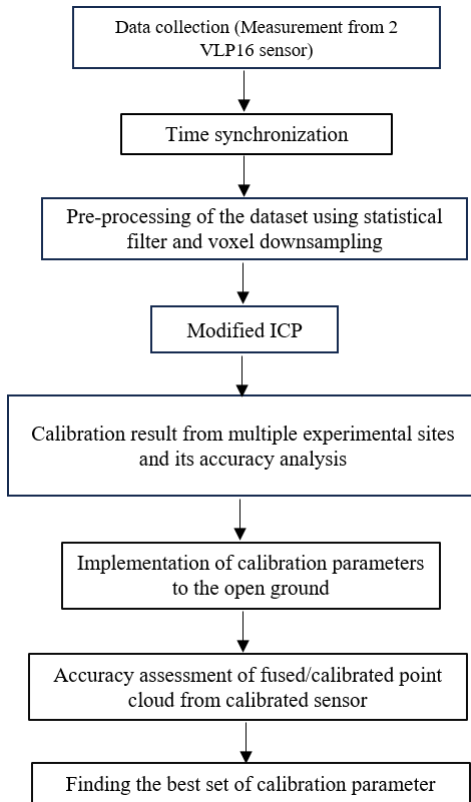 Data collection (Measurement from 2
VLP16 sensor)
Time synchronization
Pre-processing of the dataset using statistical
filter and voxel downsampling
Modified ICP
Calibration result from multiple experimental sites
and its accuracy analysis
Implementation of calibration parameters
to the open ground
Accuracy assessment of fused/calibrated point
cloud from calibrated sensor
Finding the best set of calibration parameter